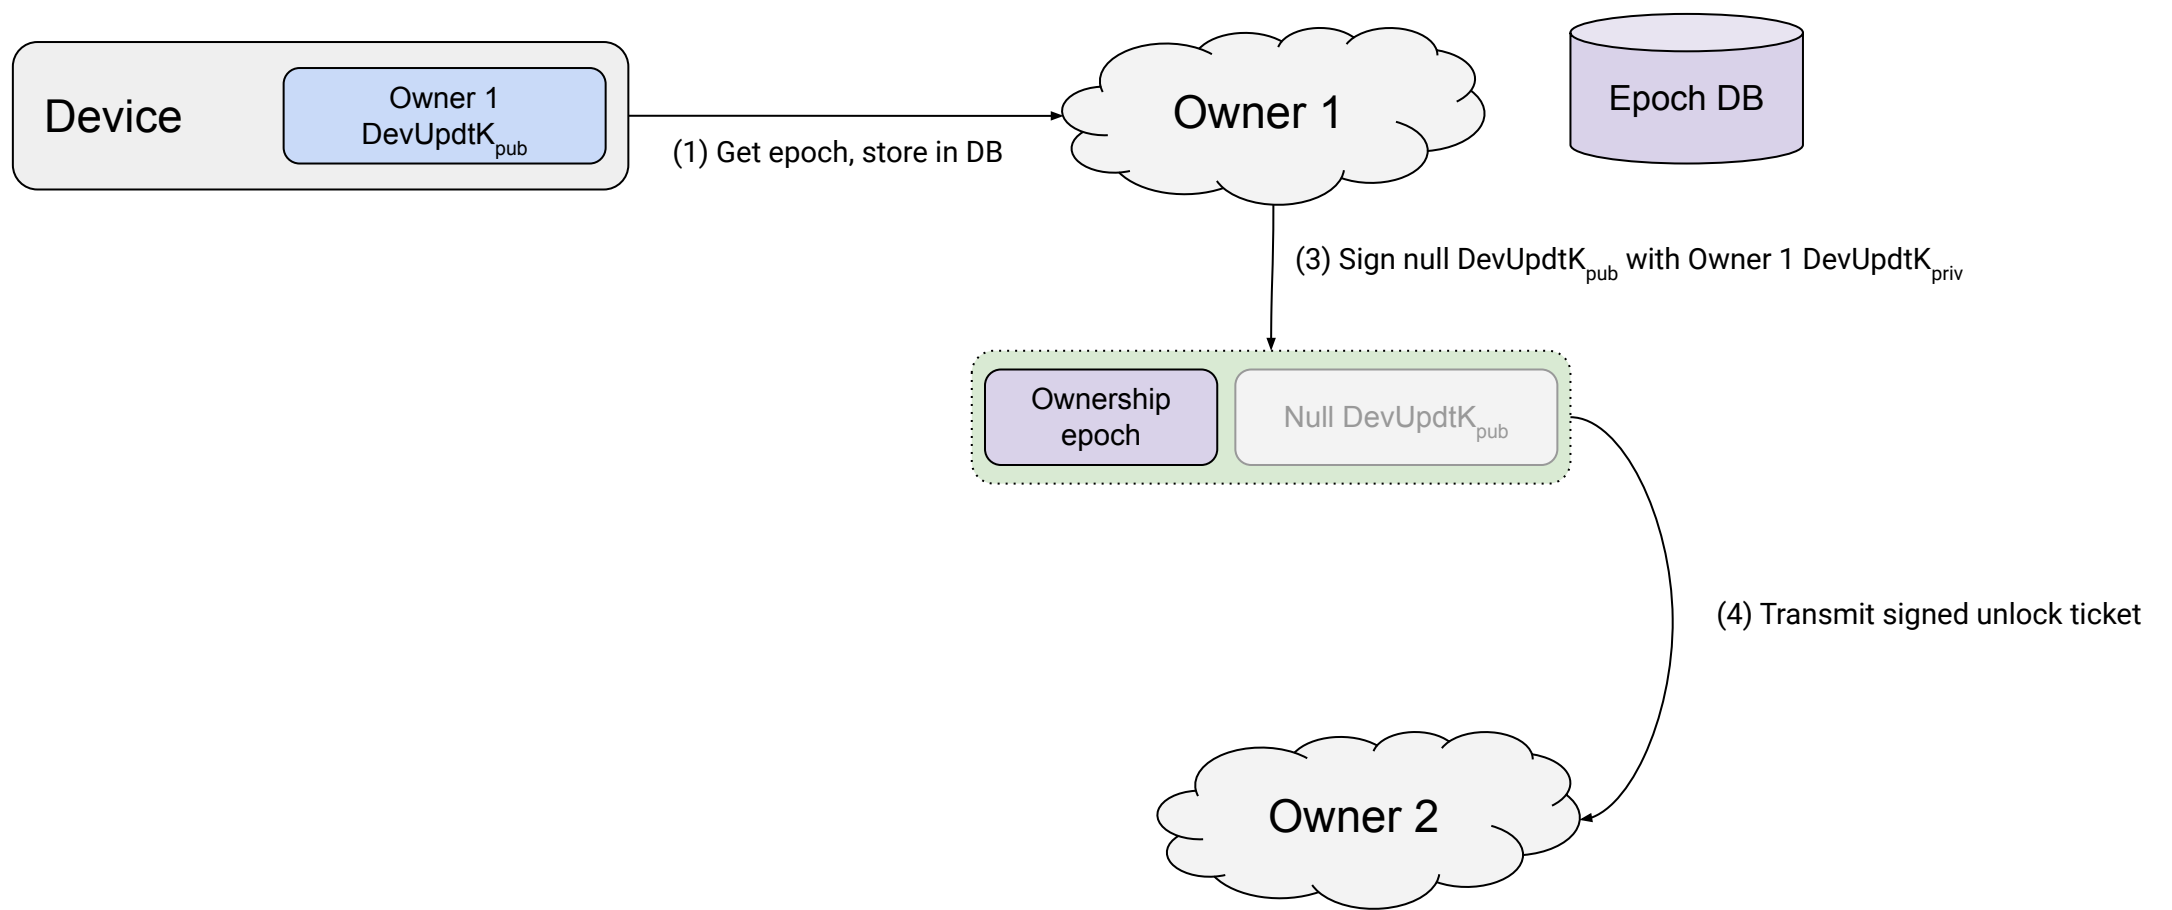 Device
Owner 1
DevUpdtKpub
(1) Get epoch, store in DB
Owner 1
Epoch DB
(3) Sign null DevUpdtKpub with Owner 1 DevUpdtKpriv
Ownership
epoch
Null DevUpdtKpub
(4) Transmit signed unlock ticket
Owner 2